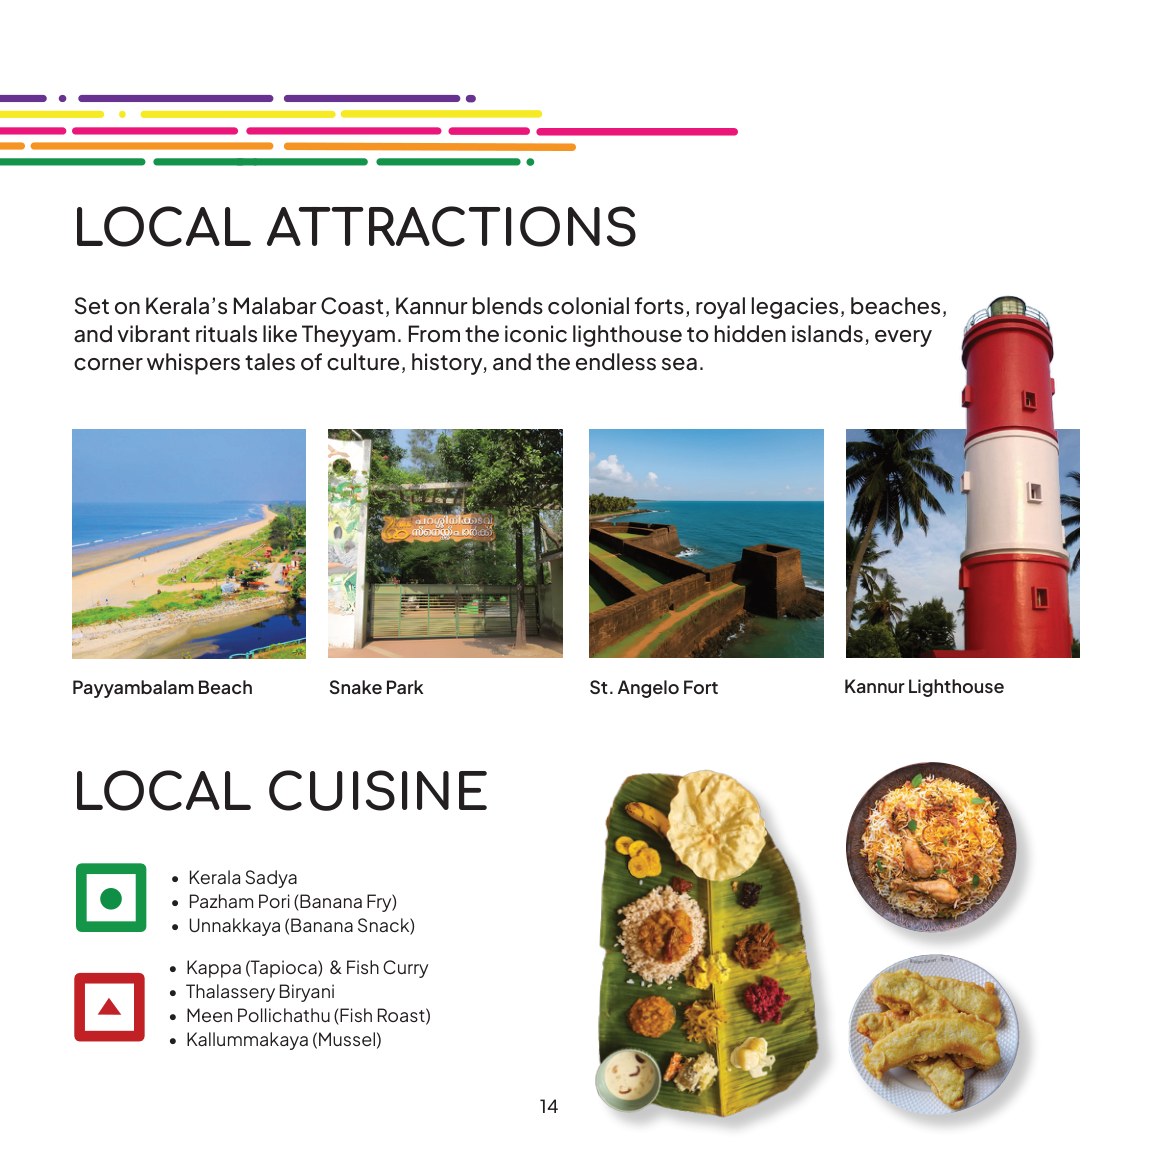 LOCAL ATTRACTIONS
Set on Kerala’s Malabar Coast, Kannur blends colonial forts, royal legacies, beaches,
and vibrant rituals like Theyyam. From the iconic lighthouse to hidden islands, every
corner whispers tales of culture, history, and the endless sea.
പറശ്ശിനിക്കടവ്
സ്നേക്ക് പാർക്ക്
Payyambalam Beach
Snake Park
St. Angelo Fort
Kannur Lighthouse
LOCAL CUISINE
• Kerala Sadya
• Pazham Pori (Banana Fry)
• Unnakkaya (Banana Snack)
• Kappa (Tapioca) & Fish Curry
• Thalassery Biryani
• Meen Pollichathu (Fish Roast)
• Kallummakaya (Mussel)
14